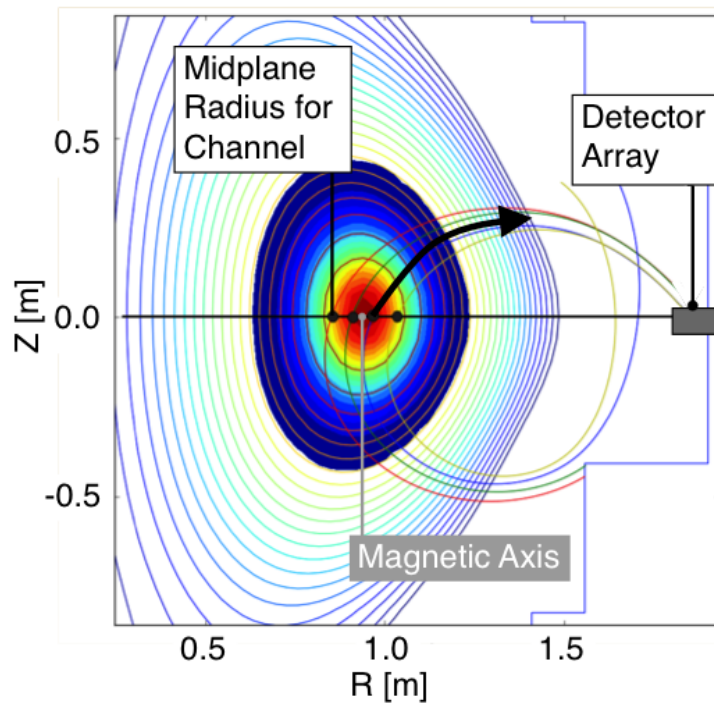 Midplane
Radius for
Channel
Detector
Array
0.5
0.0
-0.5
Z [m]
Magnetic Axis
0.5
1.0
1.5
R [m]